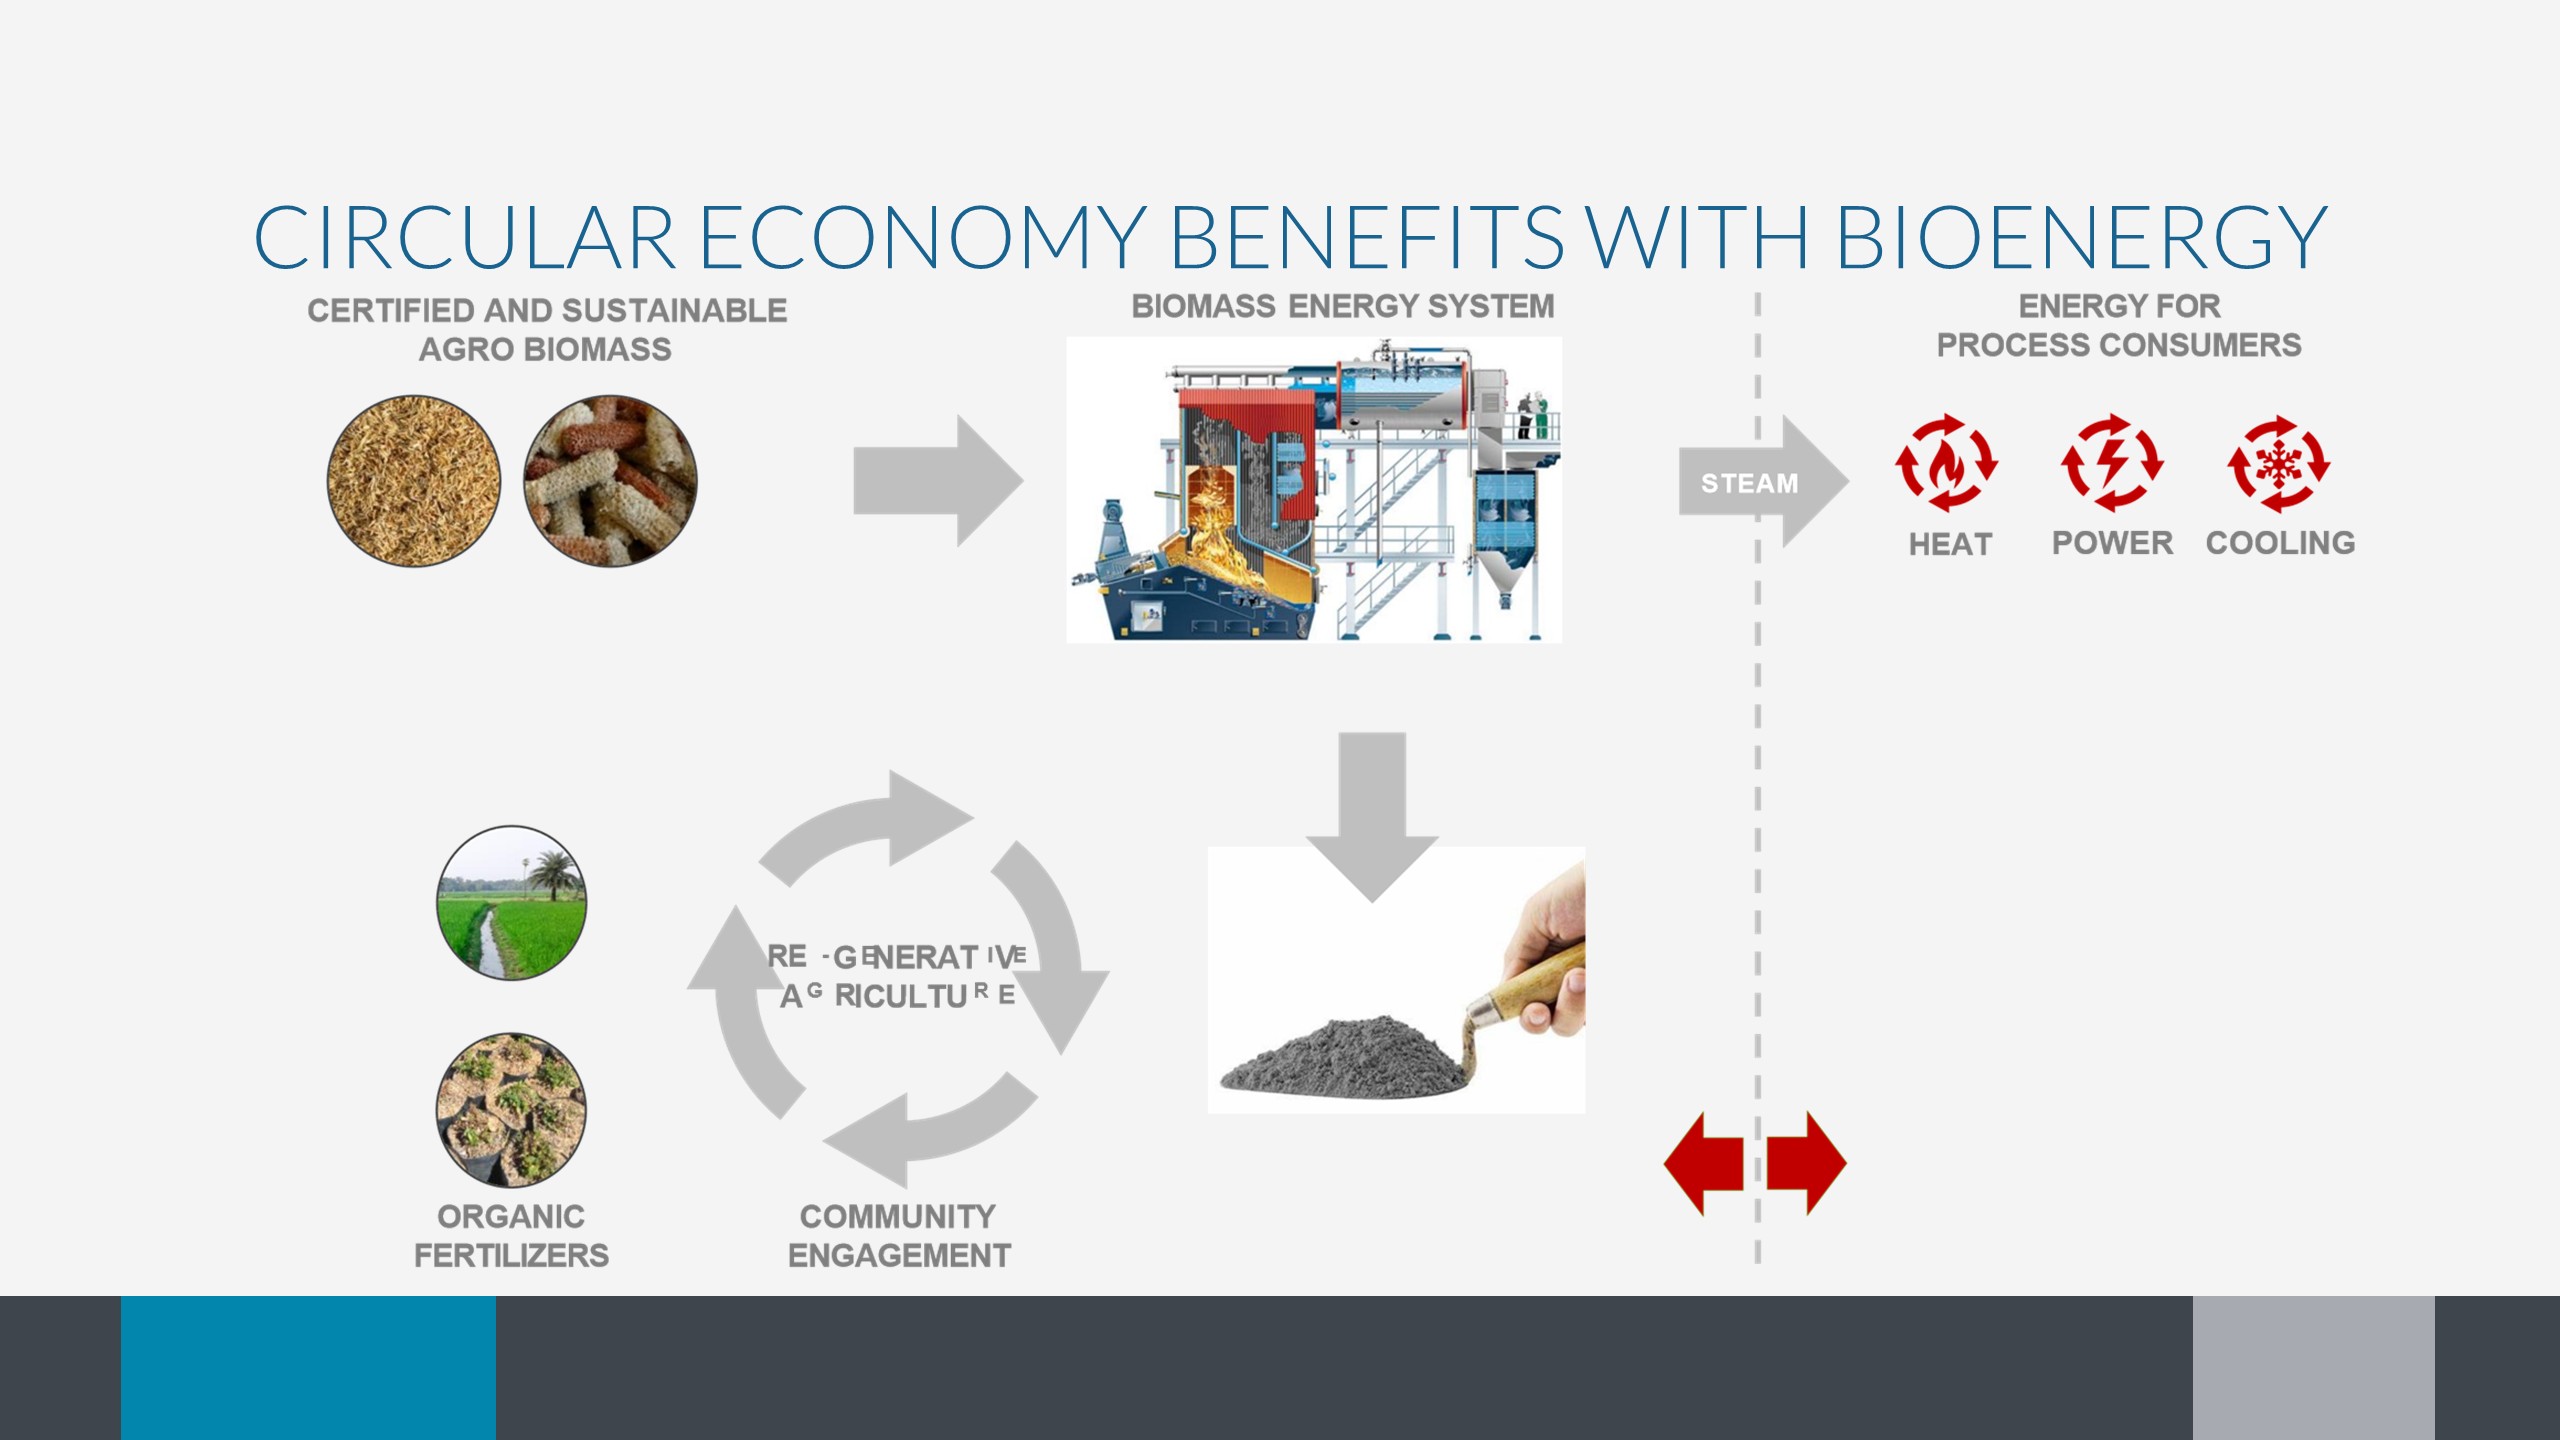 CIRCULAR ECONOMY BENEFITS WITH BIOENERGY
CERTIFIED AND SUSTAINABLE
AGRO BIOMASS
BIOMASS ENERGY SYSTEM
ENERGY FOR
PROCESS CONSUMERS
STEAM
HEAT
POWER
COOLING
RE -GENERATIVE
AGRICULTURE
ORGANIC
FERTILIZERS
COMMUNITY
ENGAGEMENT